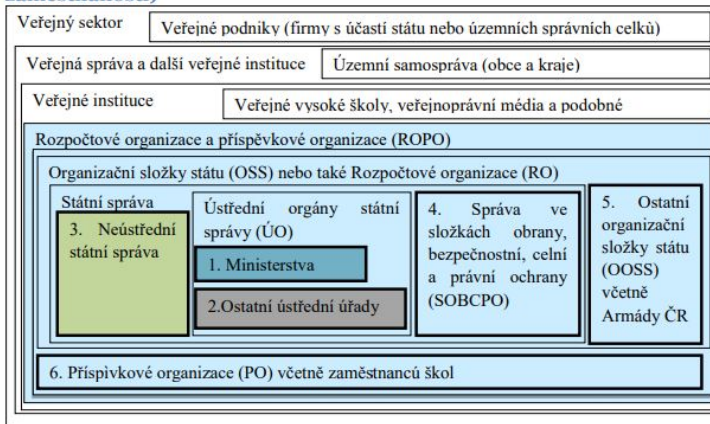 Veřejný sektor
Veřejné podniky (firmy s účastí státu nebo územních správních celků)
Veřejná správa a další veřejné instituce
Územní samospráva (obce a kraje)
Veřejné instituce
Veřejné vysoké školy, veřejnoprávní média a podobné
Rozpočtové organizace a příspěvkové organizace (ROPO)
Organizační složky státu (OSS) nebo také Rozpočtové organizace (RO)
Státní správa
3. Neústřední
státní správa
Ústřední orgány státní
správy (ÚO)
1. Ministerstva
2.Ostatní ústřední úřady
4. Správa ve
složkách obrany,
bezpečnostní, celní
a právní ochrany
(SOBCPO)
5. Ostatní
organizační
složky státu
(OOSS)
včetně
Armády ČR
6. Příspìvkové organizace (PO) včetně zaměstnancú škol